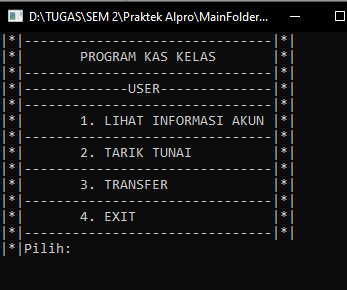 D:\TUGAS\SEM 2\Praktek Alpro\MainFolder...
|*|-------------------------------|*|
|*|       PROGRAM KAS KELAS       |*|
|*|-------------------------------|*|
|*|-------------USER--------------|*|
|*|-------------------------------|*|
|*|       1. LIHAT INFORMASI AKUN |*|
|*|-------------------------------|*|
|*|       2. TARIK TUNAI          |*|
|*|-------------------------------|*|
|*|       3. TRANSFER             |*|
|*|-------------------------------|*|
|*|       4. EXIT                 |*|
|*|-------------------------------|*|
|*|Pilih: